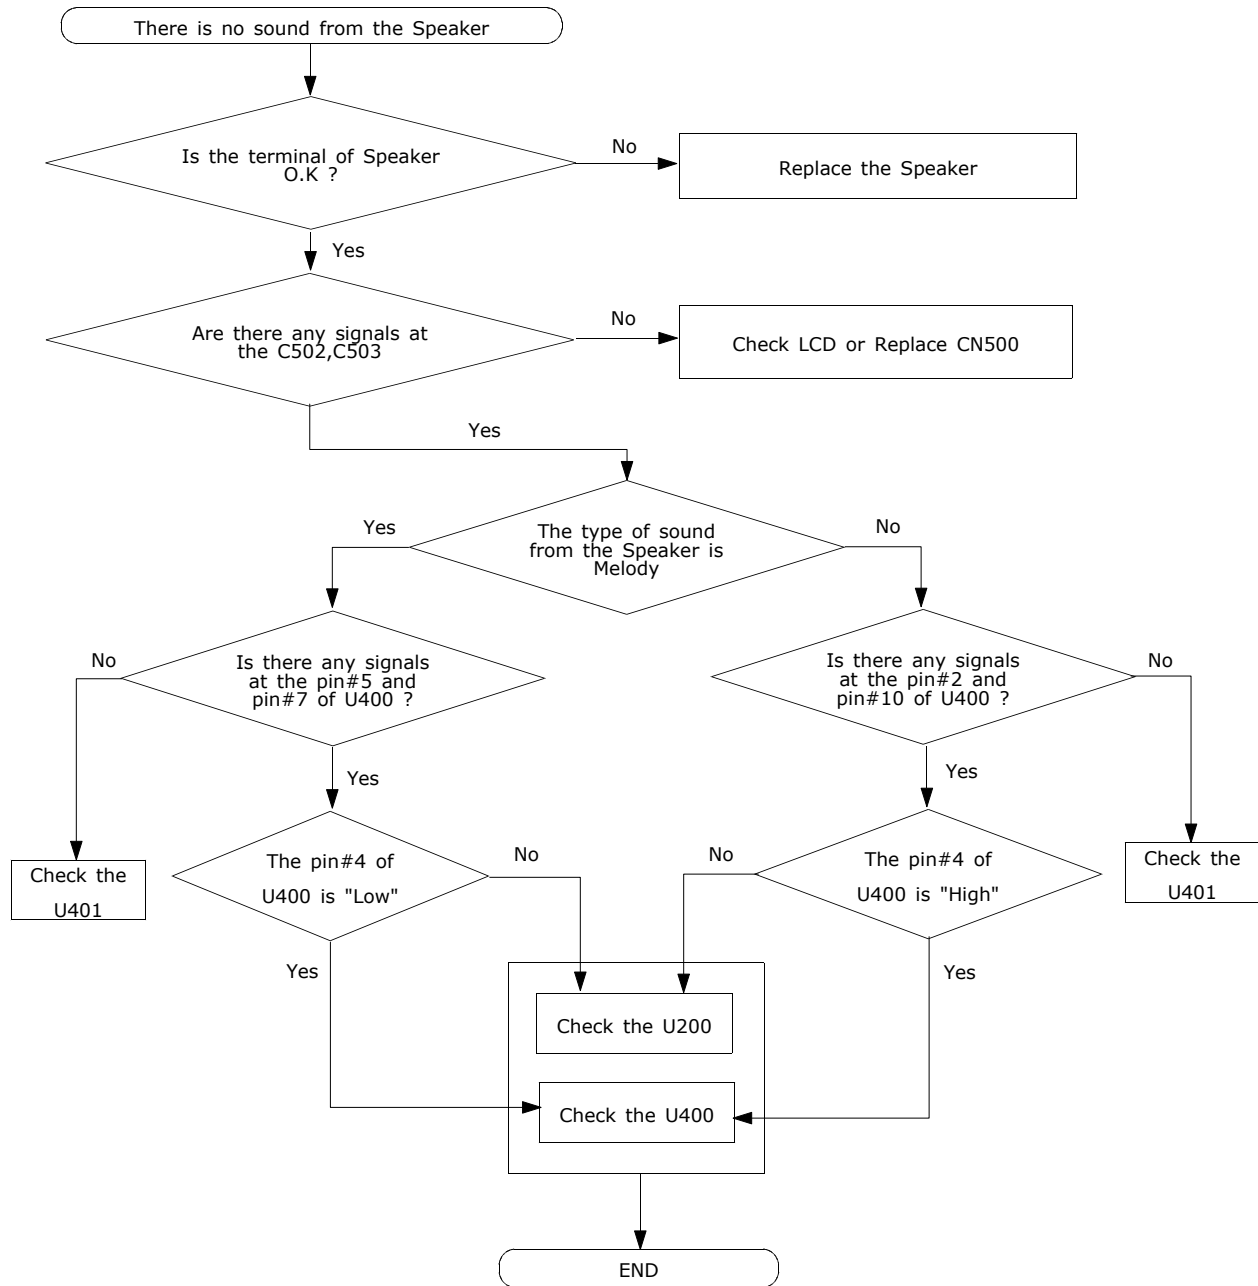 There is no sound from the Speaker
Is the terminal of Speaker
O.K ?
No
Replace the Speaker
Yes
Are there any signals at
the C502,C503
No
Check LCD or Replace CN500
Yes
The type of sound
from the Speaker is
Melody
Yes
No
Is there any signals
at the pin#5 and
pin#7 of U400 ?
No
Is there any signals
at the pin#2 and
pin#10 of U400 ?
No
Yes
Yes
Check the
U401
The pin#4 of
U400 is "Low"
No
No
The pin#4 of
U400 is "High"
Check the
U401
Yes
Yes
Check the U200
Check the U400
END